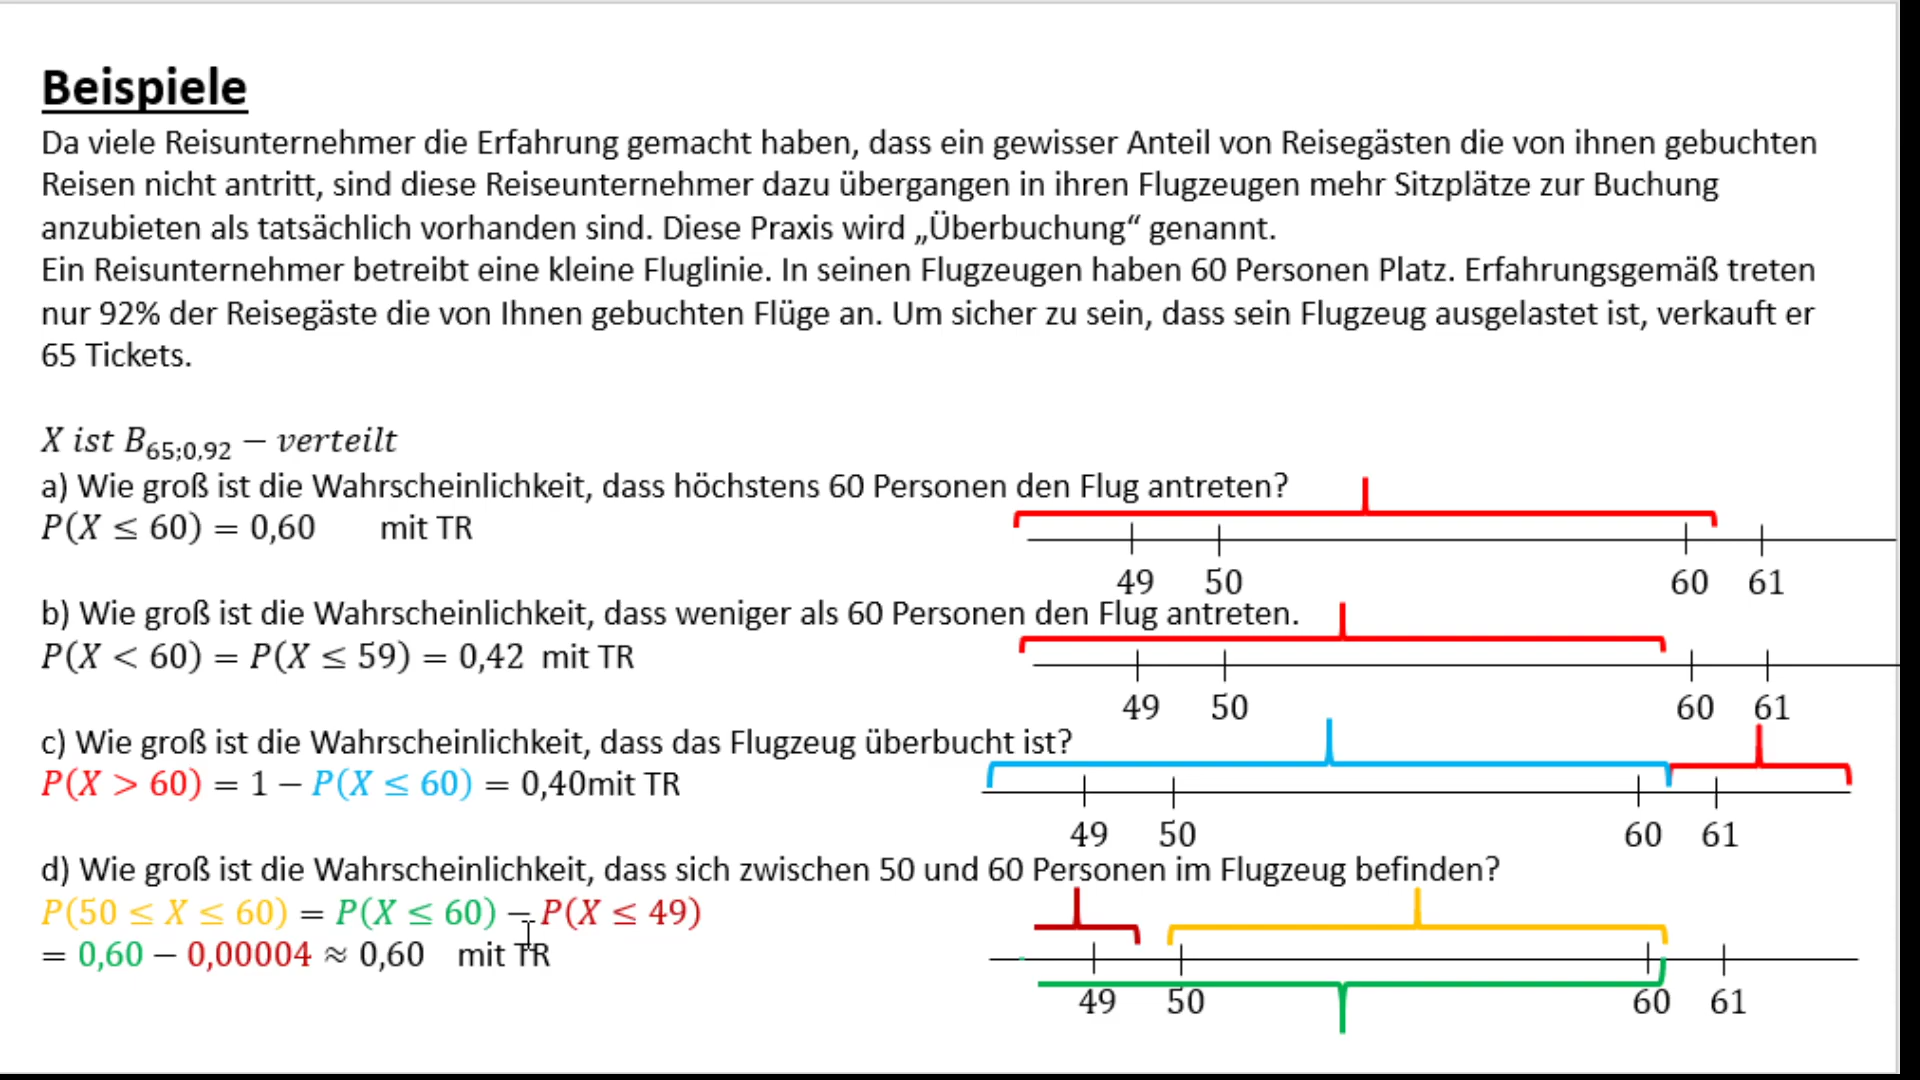 Beispiele
Da viele Reisunternehmer die Erfahrung gemacht haben, dass ein gewisser Anteil von Reisegästen die von ihnen gebuchten
Reisen nicht antritt, sind diese Reiseunternehmer dazu übergangen in ihren Flugzeugen mehr Sitzplätze zur Buchung
anzubieten als tatsächlich vorhanden sind. Diese Praxis wird „Überbuchung“ genannt.
Ein Reisunternehmer betreibt eine kleine Fluglinie. In seinen Flugzeugen haben 60 Personen Platz. Erfahrungsgemäß treten
nur 92% der Reisegäste die von Ihnen gebuchten Flüge an. Um sicher zu sein, dass sein Flugzeug ausgelastet ist, verkauft er
65 Tickets.
X ist B₆₅;₀,₉₂ − verteilt
a) Wie groß ist die Wahrscheinlichkeit, dass höchstens 60 Personen den Flug antreten?
P(X ≤ 60) = 0,60 mit TR
49 50 60 61
b) Wie groß ist die Wahrscheinlichkeit, dass weniger als 60 Personen den Flug antreten.
P(X < 60) = P(X ≤ 59) = 0,42 mit TR
49 50 60 61
c) Wie groß ist die Wahrscheinlichkeit, dass das Flugzeug überbucht ist?
P(X > 60) = 1 − P(X ≤ 60) = 0,40mit TR
49 50 60 61
d) Wie groß ist die Wahrscheinlichkeit, dass sich zwischen 50 und 60 Personen im Flugzeug befinden?
P(50 ≤ X ≤ 60) = P(X ≤ 60) − P(X ≤ 49)
= 0,60 − 0,00004 ≈ 0,60 mit TR
49 50 60 61